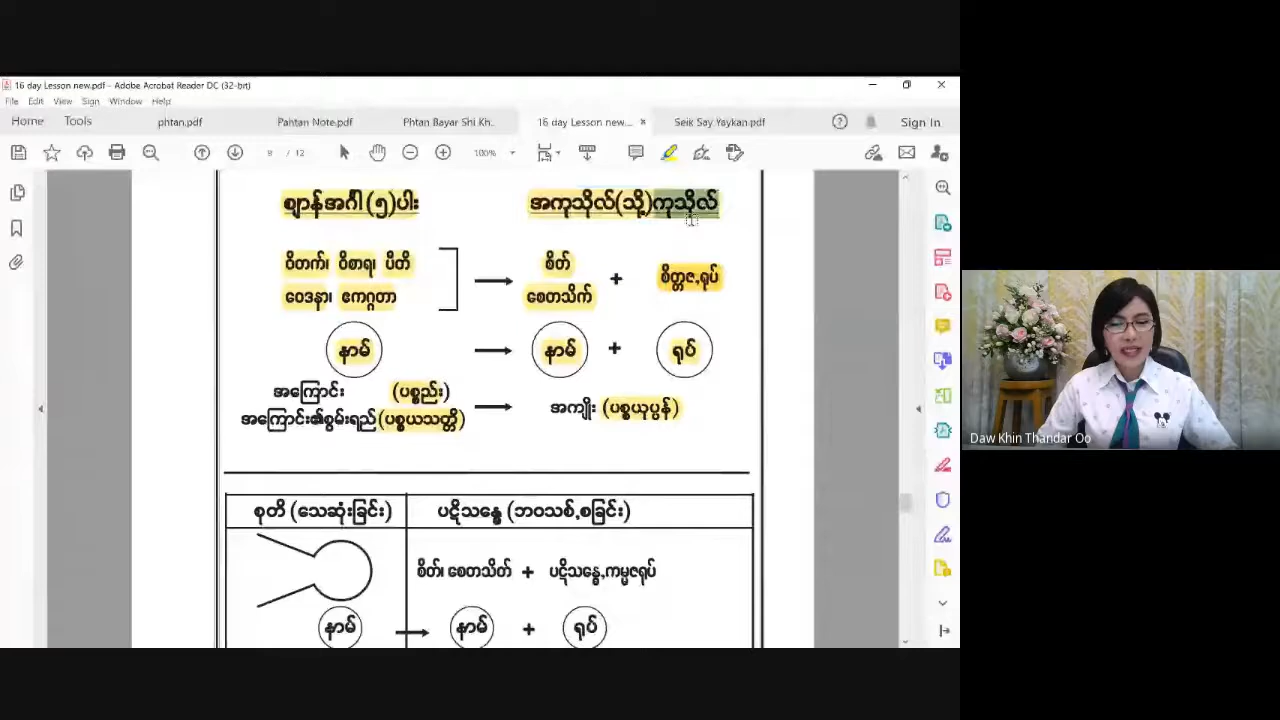 16 day Lesson new.pdf - Adobe Acrobat Reader DC (32-bit)
File Edit View Sign Window Help
Home Tools phtan.pdf Pahtan Note.pdf Phtan Bayar Shi Kh... 16 day Lesson new... × Seik Say Yaykan.pdf Sign In
8 / 12 100%
ဈာန်အင်္ဂါ(၅)ပါး အကုသိုလ်(သို့)ကုသိုလ်
ဝိတက်၊ ဝိစာရ၊ ပီတိ စိတ် + စိတ္တဇ,ရုပ်
ဝေဒနာ၊ ဧကဂ္ဂတာ စေတသိက်
နာမ် နာမ် + ရုပ်
အကြောင်း (ပစ္စည်း)
အကြောင်း၏စွမ်းရည်(ပစ္စယသတ္တိ) အကျိုး (ပစ္စယုပ္ပန်)
စုတိ (သေဆုံးခြင်း) ပဋိသန္ဓေ (ဘဝသစ်,စခြင်း)
စိတ်၊ စေတသိတ် + ပဋိသန္ဓေ,ကမ္မဇရုပ်
နာမ် နာမ် + ရုပ်
Daw Khin Thandar Oo